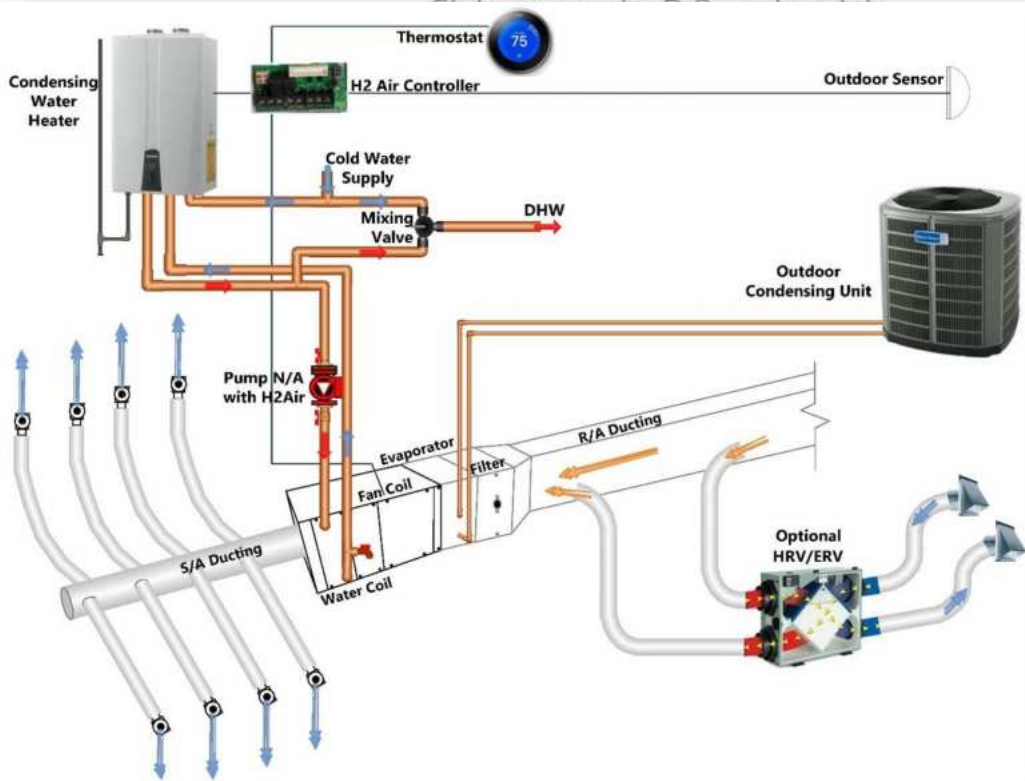 Thermostat
75
Condensing
Water
Heater
H2 Air Controller
Outdoor Sensor
Cold Water
Supply
Mixing
Valve
DHW
Outdoor
Condensing Unit
Pump N/A
with H2Air
R/A Ducting
Evaporator
Filter
Fan Coil
S/A Ducting
Water Coil
Optional
HRV/ERV